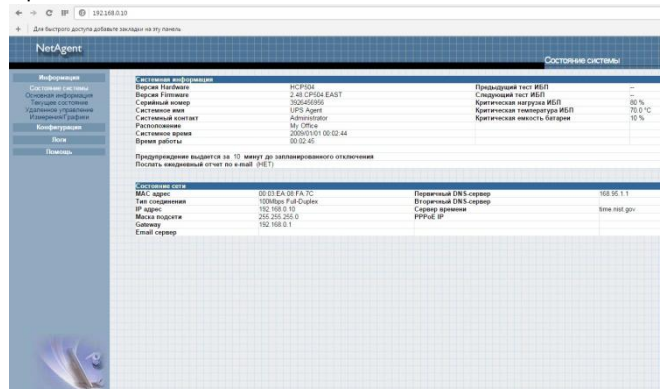 192.168.0.10
Для быстрого доступа добавьте закладки на эту панель
NetAgent
Состояние системы
Информация
Состояние системы
Основная информация
Текущее состояние
Удаленное управление
Измерения/Графики
Конфигурация
Логи
Помощь
Системная информация
Версия Hardware HCP504 Предыдущий тест ИБП --
Версия Firmware 2.48.CP504.EAST Следующий тест ИБП --
Серийный номер 3926456956 Критическая нагрузка ИБП 80 %
Системное имя UPS Agent Критическая температура ИБП 70.0 °C
Системный контакт Administrator Критическая емкость батареи 10 %
Расположение My Office
Системное время 2009/01/01 00:02:44
Время работы 00:02:45
Предупреждение выдается за 10 минут до запланированного отключения
Послать ежедневный отчет по e-mail (НЕТ)
Состояние сети
MAC адрес 00:03:EA:08:FA:7C Первичный DNS-сервер 168.95.1.1
Тип соединения 100Mbps Full-Duplex Вторичный DNS-сервер
IP адрес 192.168.0.10 Сервер времени time.nist.gov
Маска подсети 255.255.255.0 PPPoE IP
Gateway 192.168.0.1
Email сервер